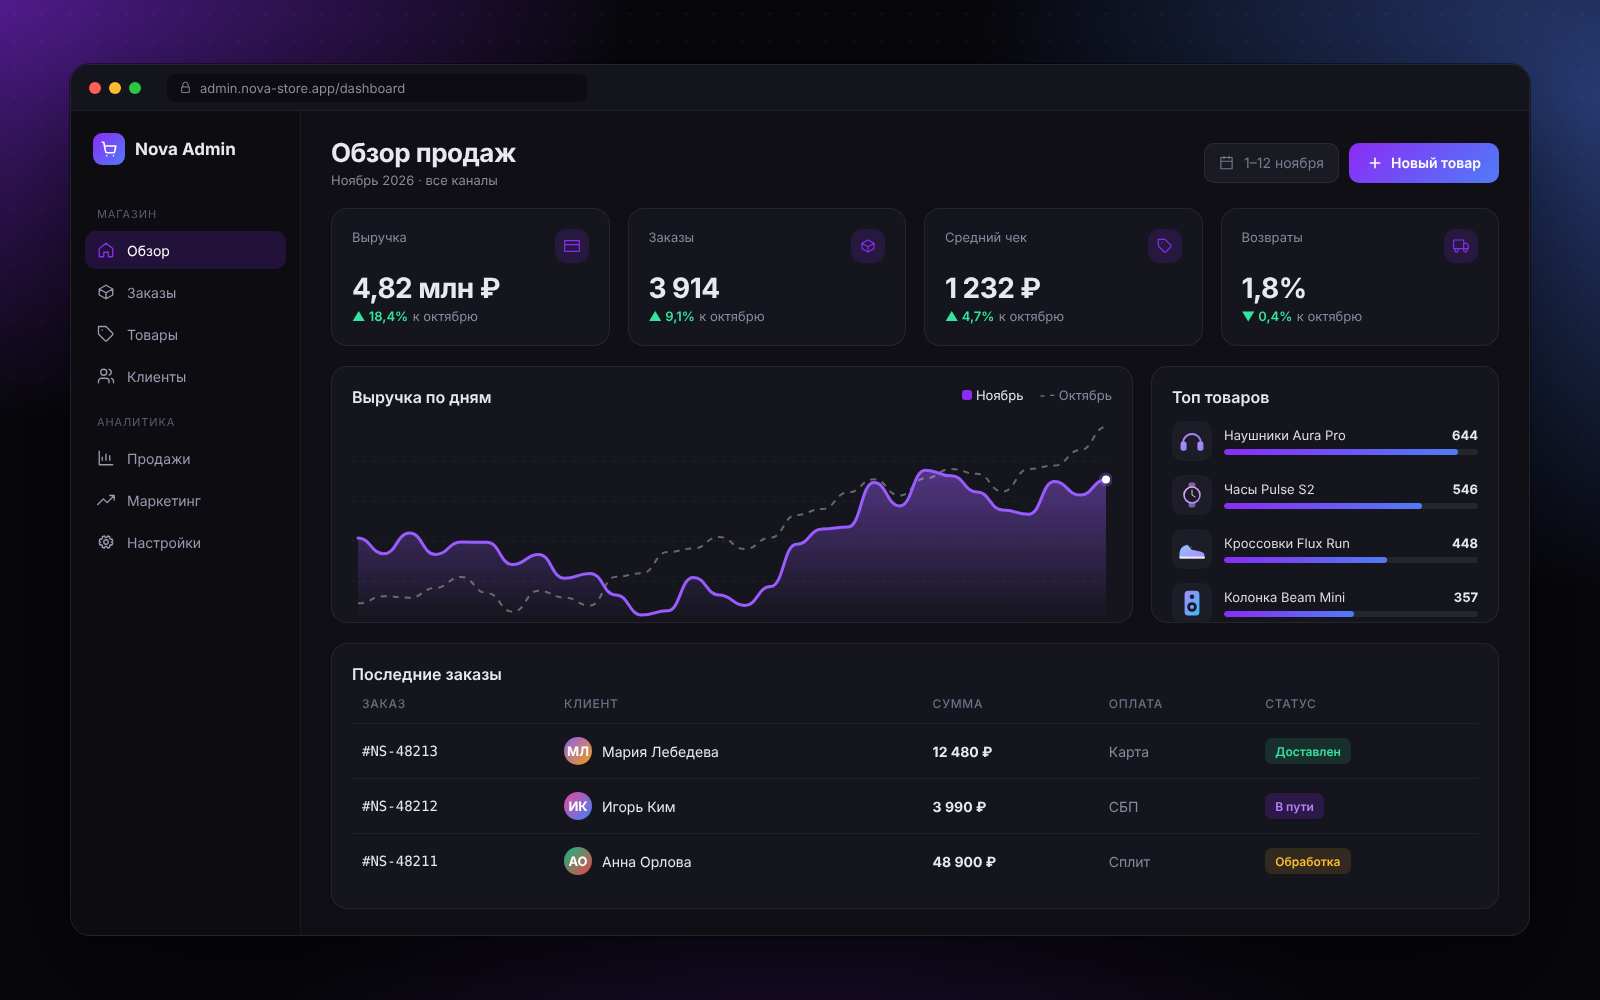 admin.nova-store.app/dashboard
Nova Admin
МАГАЗИН
Обзор
Заказы
Товары
Клиенты
АНАЛИТИКА
Продажи
Маркетинг
Настройки
Обзор продаж
Ноябрь 2026 · все каналы
1–12 ноября
Новый товар
Выручка
4,82 млн ₽
▲ 18,4% к октябрю
Заказы
3 914
▲ 9,1% к октябрю
Средний чек
1 232 ₽
▲ 4,7% к октябрю
Возвраты
1,8%
▼ 0,4% к октябрю
Выручка по дням
Ноябрь
- - Октябрь
Топ товаров
Наушники Aura Pro 644
Часы Pulse S2 546
Кроссовки Flux Run 448
Колонка Beam Mini 357
Последние заказы
ЗАКАЗ КЛИЕНТ СУММА ОПЛАТА СТАТУС
#NS-48213 МЛ Мария Лебедева 12 480 ₽ Карта Доставлен
#NS-48212 ИК Игорь Ким 3 990 ₽ СБП В пути
#NS-48211 АО Анна Орлова 48 900 ₽ Сплит Обработка